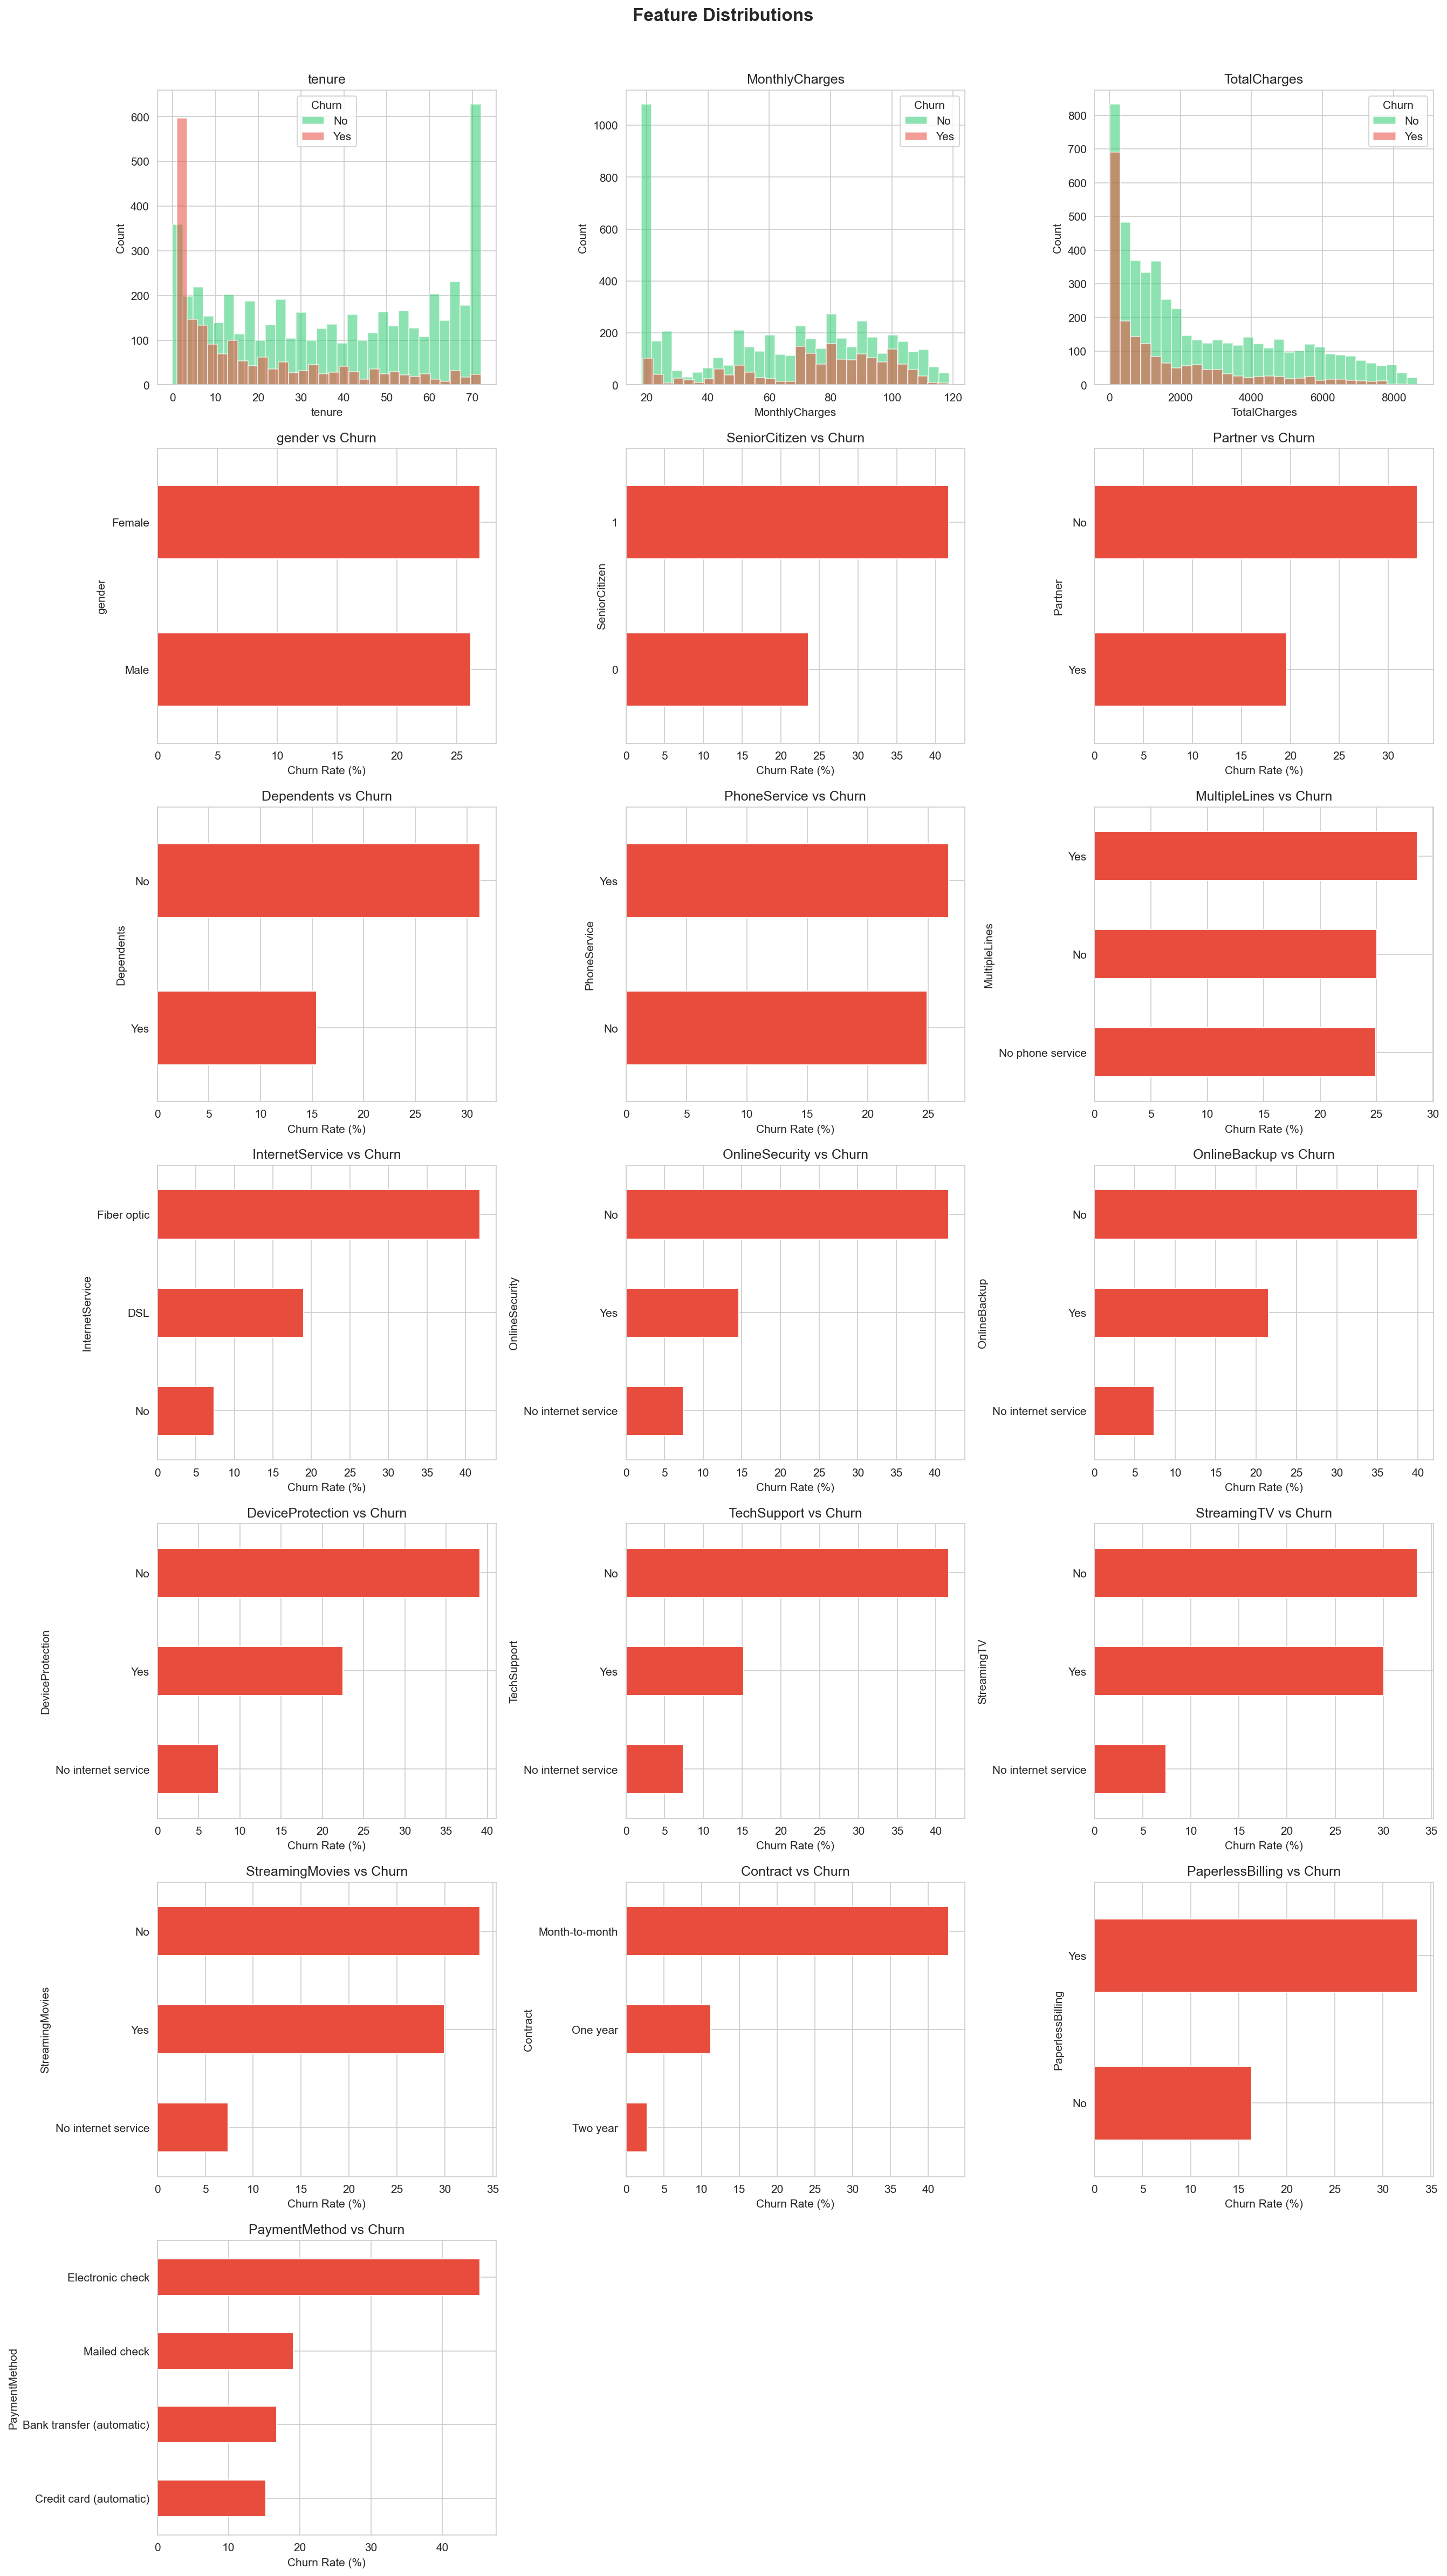 Feature Distributions
tenure
Churn
No
Yes
600
500
400
300
200
100
0
Count
0 10 20 30 40 50 60 70
tenure
MonthlyCharges
Churn
No
Yes
1000
800
600
400
200
0
Count
20 40 60 80 100 120
MonthlyCharges
TotalCharges
Churn
No
Yes
800
700
600
500
400
300
200
100
0
Count
0 2000 4000 6000 8000
TotalCharges
gender vs Churn
Female
Male
gender
0 5 10 15 20 25
Churn Rate (%)
SeniorCitizen vs Churn
1
0
SeniorCitizen
0 5 10 15 20 25 30 35 40
Churn Rate (%)
Partner vs Churn
No
Yes
Partner
0 5 10 15 20 25 30
Churn Rate (%)
Dependents vs Churn
No
Yes
Dependents
0 5 10 15 20 25 30
Churn Rate (%)
PhoneService vs Churn
Yes
No
PhoneService
0 5 10 15 20 25
Churn Rate (%)
MultipleLines vs Churn
Yes
No
No phone service
MultipleLines
0 5 10 15 20 25 30
Churn Rate (%)
InternetService vs Churn
Fiber optic
DSL
No
InternetService
0 5 10 15 20 25 30 35 40
Churn Rate (%)
OnlineSecurity vs Churn
No
Yes
No internet service
OnlineSecurity
0 5 10 15 20 25 30 35 40
Churn Rate (%)
OnlineBackup vs Churn
No
Yes
No internet service
OnlineBackup
0 5 10 15 20 25 30 35 40
Churn Rate (%)
DeviceProtection vs Churn
No
Yes
No internet service
DeviceProtection
0 5 10 15 20 25 30 35 40
Churn Rate (%)
TechSupport vs Churn
No
Yes
No internet service
TechSupport
0 5 10 15 20 25 30 35 40
Churn Rate (%)
StreamingTV vs Churn
No
Yes
No internet service
StreamingTV
0 5 10 15 20 25 30 35
Churn Rate (%)
StreamingMovies vs Churn
No
Yes
No internet service
StreamingMovies
0 5 10 15 20 25 30 35
Churn Rate (%)
Contract vs Churn
Month-to-month
One year
Two year
Contract
0 5 10 15 20 25 30 35 40
Churn Rate (%)
PaperlessBilling vs Churn
Yes
No
PaperlessBilling
0 5 10 15 20 25 30 35
Churn Rate (%)
PaymentMethod vs Churn
Electronic check
Mailed check
Bank transfer (automatic)
Credit card (automatic)
PaymentMethod
0 10 20 30 40
Churn Rate (%)